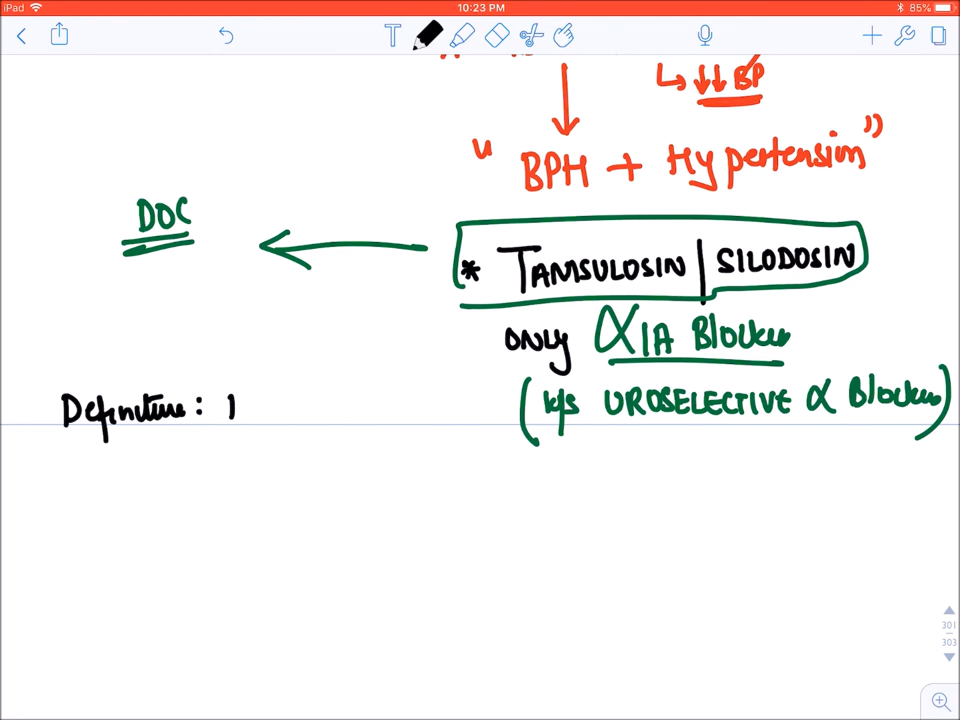 iPad 10:23 PM 85%
T
↳ ↓↓ BP
" BPH + Hypertension "
DOC
* TAMSULOSIN | SILODOSIN
ONLY α1A Blocker
(k/s UROSELECTIVE α Blocker)
Definitive : 1
301
303